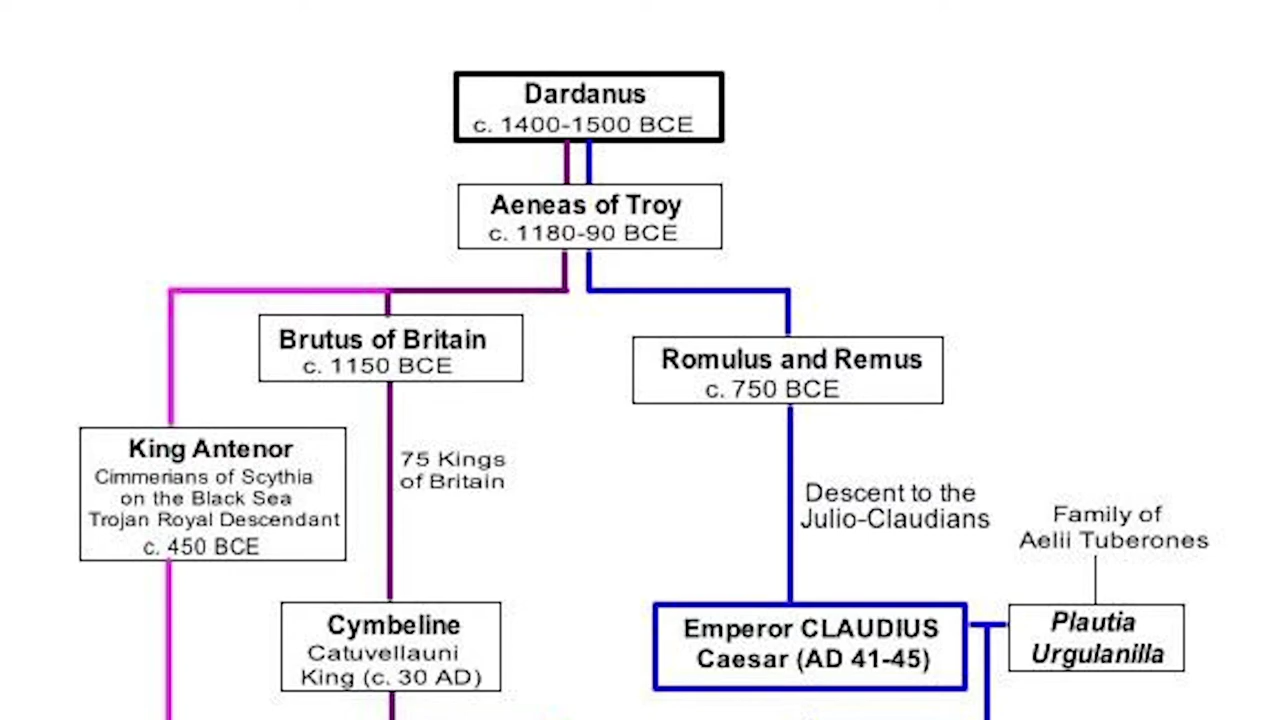 Dardanus
c. 1400-1500 BCE
Aeneas of Troy
c. 1180-90 BCE
Brutus of Britain
c. 1150 BCE
Romulus and Remus
c. 750 BCE
King Antenor
Cimmerians of Scythia
on the Black Sea
Trojan Royal Descendant
c. 450 BCE
75 Kings
of Britain
Descent to the
Julio-Claudians
Family of
Aelii Tuberones
Cymbeline
Catuvellauni
King (c. 30 AD)
Emperor CLAUDIUS
Caesar (AD 41-45)
Plautia
Urgulanilla